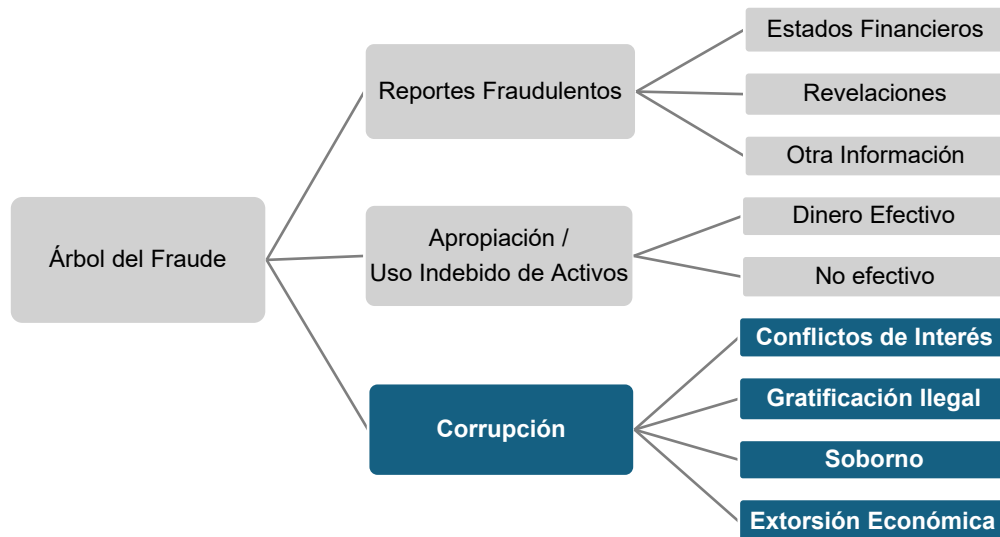 Árbol del Fraude
Reportes Fraudulentos
Estados Financieros
Revelaciones
Otra Información
Apropiación /
Uso Indebido de Activos
Dinero Efectivo
No efectivo
Corrupción
Conflictos de Interés
Gratificación Ilegal
Soborno
Extorsión Económica